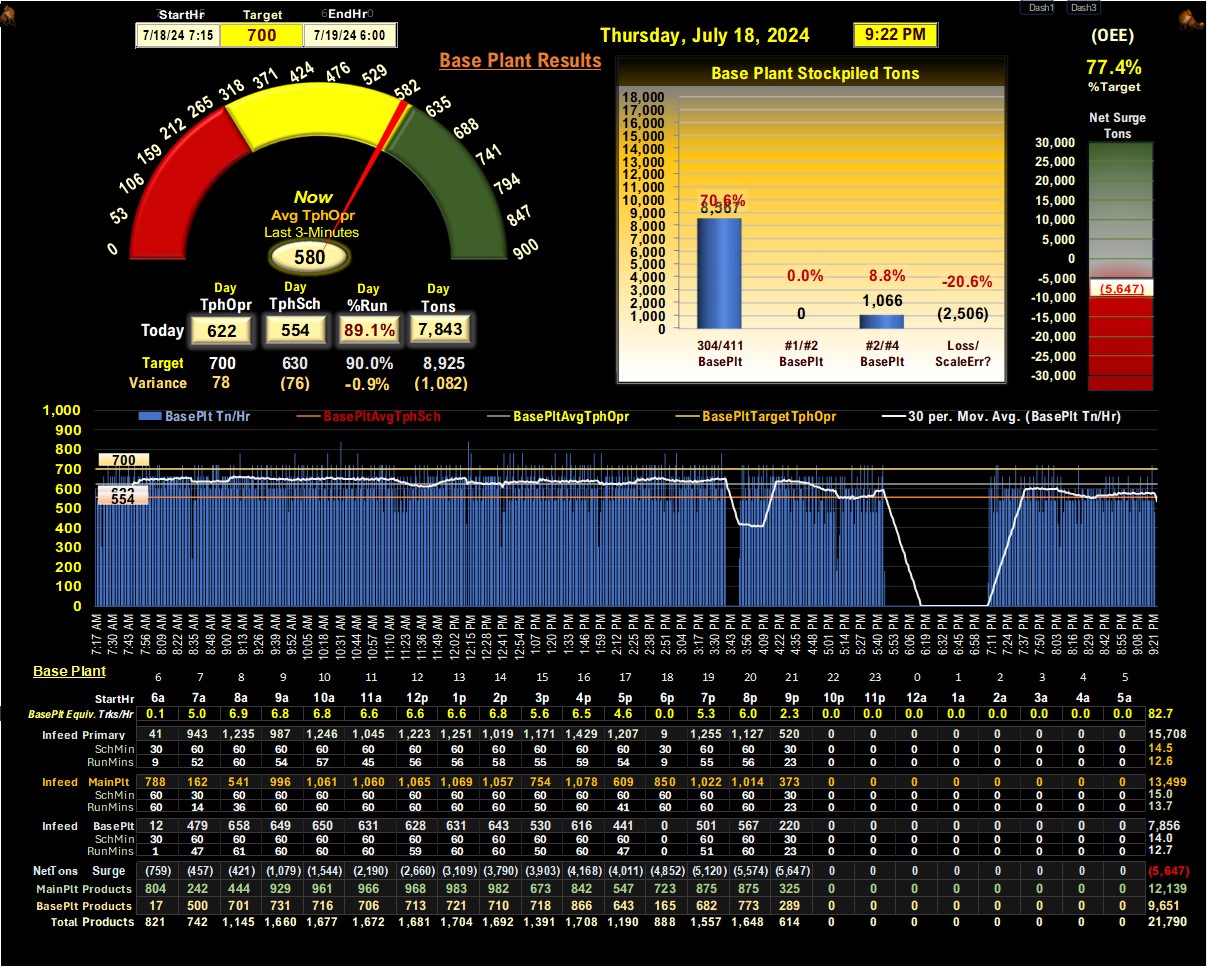 StartHr Target EndHr Dash1 Dash3
7/18/24 7:15 700 7/19/24 6:00
Thursday, July 18, 2024 9:22 PM (OEE)
Base Plant Results
77.4%
%Target
Base Plant Stockpiled Tons
0 53 106 159 212 265 318 371 424 476 529 582 635 688 741 794 847 900
Now
Avg TphOpr
Last 3-Minutes
580
18,000
17,000
16,000
15,000
14,000
13,000
12,000
11,000
10,000
9,000
8,000
7,000
6,000
5,000
4,000
3,000
2,000
1,000
0
70.6% 0.0% 8.8% -20.6%
8,567 0 1,066 (2,506)
304/411 #1/#2 #2/#4 Loss/
BasePlt BasePlt BasePlt ScaleErr?
Net Surge
Tons
30,000
25,000
20,000
15,000
10,000
5,000
0
-5,000
(5,647)
-10,000
-15,000
-20,000
-25,000
-30,000
Day Day Day Day
TphOpr TphSch %Run Tons
Today 622 554 89.1% 7,843
Target 700 630 90.0% 8,925
Variance 78 (76) -0.9% (1,082)
BasePlt Tn/Hr BasePltAvgTphSch BasePltAvgTphOpr BasePltTargetTphOpr 30 per. Mov. Avg. (BasePlt Tn/Hr)
1,000
900
800
700
600
500
400
300
200
100
0
700
554
7:17 AM 7:30 AM 7:43 AM 7:56 AM 8:09 AM 8:22 AM 8:35 AM 8:48 AM 9:00 AM 9:13 AM 9:26 AM 9:39 AM 9:52 AM 10:05 AM 10:18 AM 10:31 AM 10:44 AM 10:57 AM 11:10 AM 11:23 AM 11:36 AM 11:49 AM 12:02 PM 12:15 PM 12:28 PM 12:41 PM 12:54 PM 1:07 PM 1:20 PM 1:33 PM 1:46 PM 1:59 PM 2:12 PM 2:25 PM 2:38 PM 2:51 PM 3:04 PM 3:17 PM 3:30 PM 3:43 PM 3:56 PM 4:09 PM 4:22 PM 4:35 PM 4:48 PM 5:01 PM 5:14 PM 5:27 PM 5:40 PM 5:53 PM 6:06 PM 6:19 PM 6:32 PM 6:45 PM 6:58 PM 7:11 PM 7:24 PM 7:37 PM 7:50 PM 8:03 PM 8:16 PM 8:29 PM 8:42 PM 8:55 PM 9:08 PM 9:21 PM
Base Plant
6 7 8 9 10 11 12 13 14 15 16 17 18 19 20 21 22 23 0 1 2 3 4 5
StartHr 6a 7a 8a 9a 10a 11a 12p 1p 2p 3p 4p 5p 6p 7p 8p 9p 10p 11p 12a 1a 2a 3a 4a 5a
BasePlt Equiv. Trks/Hr 0.1 5.0 6.9 6.8 6.8 6.6 6.6 6.6 6.8 5.6 6.5 4.6 0.0 5.3 6.0 2.3 0.0 0.0 0.0 0.0 0.0 0.0 0.0 0.0 82.7
Infeed Primary 41 943 1,235 987 1,246 1,045 1,223 1,251 1,019 1,171 1,429 1,207 9 1,255 1,127 520 0 0 0 0 0 0 0 0 15,708
SchMin 30 60 60 60 60 60 60 60 60 60 60 60 30 60 60 30 0 0 0 0 0 0 0 0 14.5
RunMins 9 52 60 54 57 45 56 56 58 55 59 54 9 55 56 23 0 0 0 0 0 0 0 0 12.6
Infeed MainPlt 788 162 541 996 1,061 1,060 1,065 1,069 1,057 754 1,078 609 850 1,022 1,014 373 0 0 0 0 0 0 0 0 13,499
SchMin 60 30 60 60 60 60 60 60 60 60 60 60 60 60 60 30 0 0 0 0 0 0 0 0 15.0
RunMins 60 14 36 60 60 60 60 60 60 50 60 41 60 60 60 23 0 0 0 0 0 0 0 0 13.7
Infeed BasePlt 12 479 658 649 650 631 628 631 643 530 616 441 0 501 567 220 0 0 0 0 0 0 0 0 7,856
SchMin 30 60 60 60 60 60 60 60 60 60 60 60 0 60 60 30 0 0 0 0 0 0 0 0 14.0
RunMins 1 47 61 60 60 60 59 60 60 50 60 47 0 51 60 23 0 0 0 0 0 0 0 0 12.7
NetTons Surge (759) (457) (421) (1,079) (1,544) (2,190) (2,660) (3,109) (3,790) (3,903) (4,168) (4,011) (4,852) (5,120) (5,574) (5,647) 0 0 0 0 0 0 0 0 (5,647)
MainPlt Products 804 242 444 929 961 966 968 983 982 673 842 547 723 875 875 325 0 0 0 0 0 0 0 0 12,139
BasePlt Products 17 500 701 731 716 706 713 721 710 718 866 643 165 682 773 289 0 0 0 0 0 0 0 0 9,651
Total Products 821 742 1,145 1,660 1,677 1,672 1,681 1,704 1,692 1,391 1,708 1,190 888 1,557 1,648 614 0 0 0 0 0 0 0 0 21,790